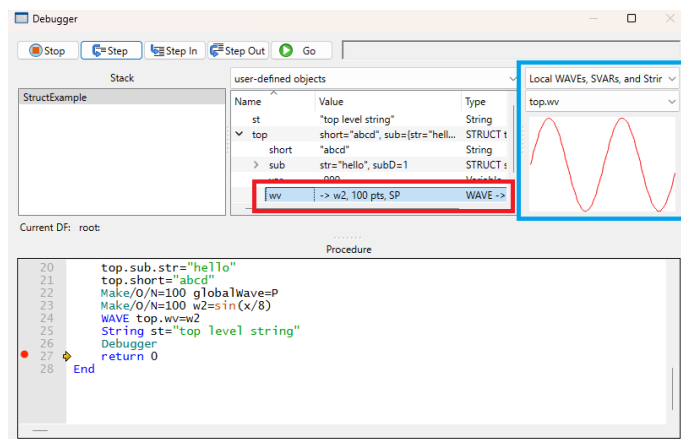 Debugger
Stop Step Step In Step Out Go
Stack
StructExample
user-defined objects
Name Value Type
st "top level string" String
top short="abcd", sub={str="hell... STRUCT t
short "abcd" String
sub str="hello", subD=1 STRUCT s
wv -> w2, 100 pts, SP WAVE ->
Local WAVEs, SVARs, and Strir
top.wv
Current DF: root:
Procedure
20 top.sub.str="hello"
21 top.short="abcd"
22 Make/O/N=100 globalWave=P
23 Make/O/N=100 w2=sin(x/8)
24 WAVE top.wv=w2
25 String st="top level string"
26 Debugger
27 return 0
28 End